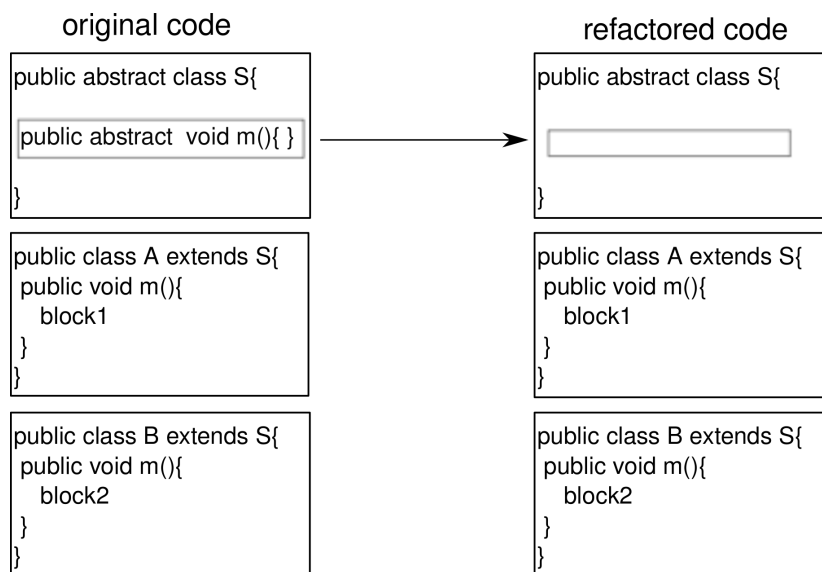 original code
public abstract class S{
public abstract  void m(){ }
}
public class A extends S{
public void m(){
block1
}
}
public class B extends S{
public void m(){
block2
}
}
refactored code
public abstract class S{
}
public class A extends S{
public void m(){
block1
}
}
public class B extends S{
public void m(){
block2
}
}